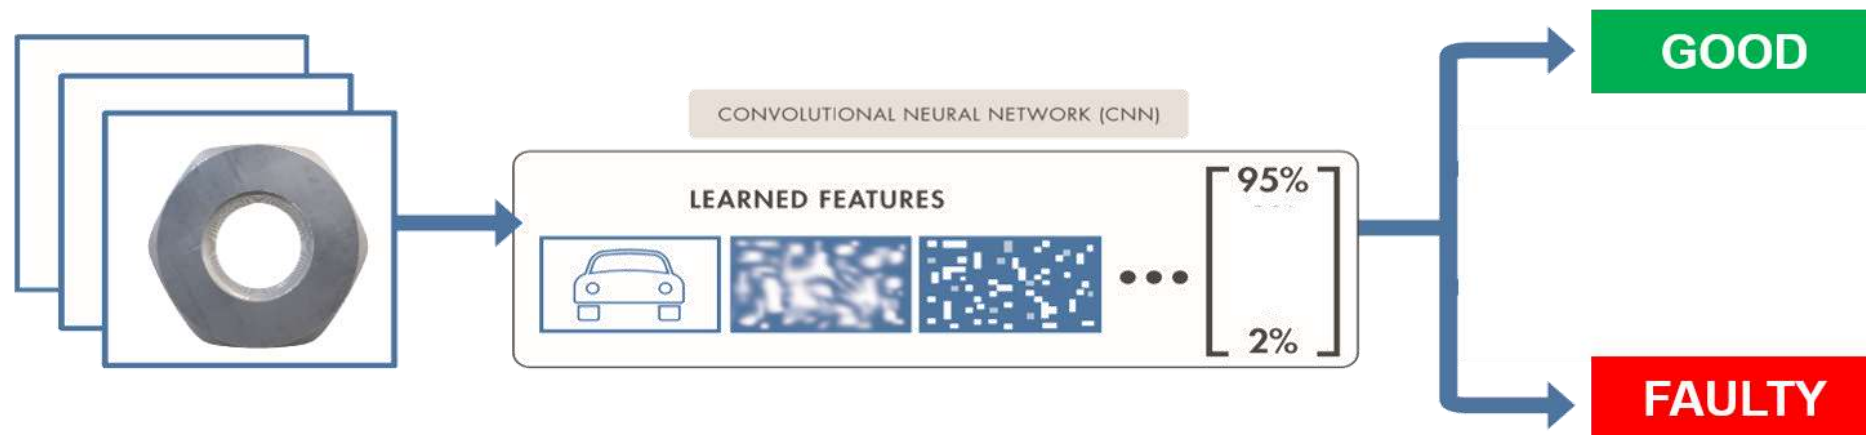 CONVOLUTIONAL NEURAL NETWORK (CNN)
LEARNED FEATURES
95%
2%
GOOD
FAULTY